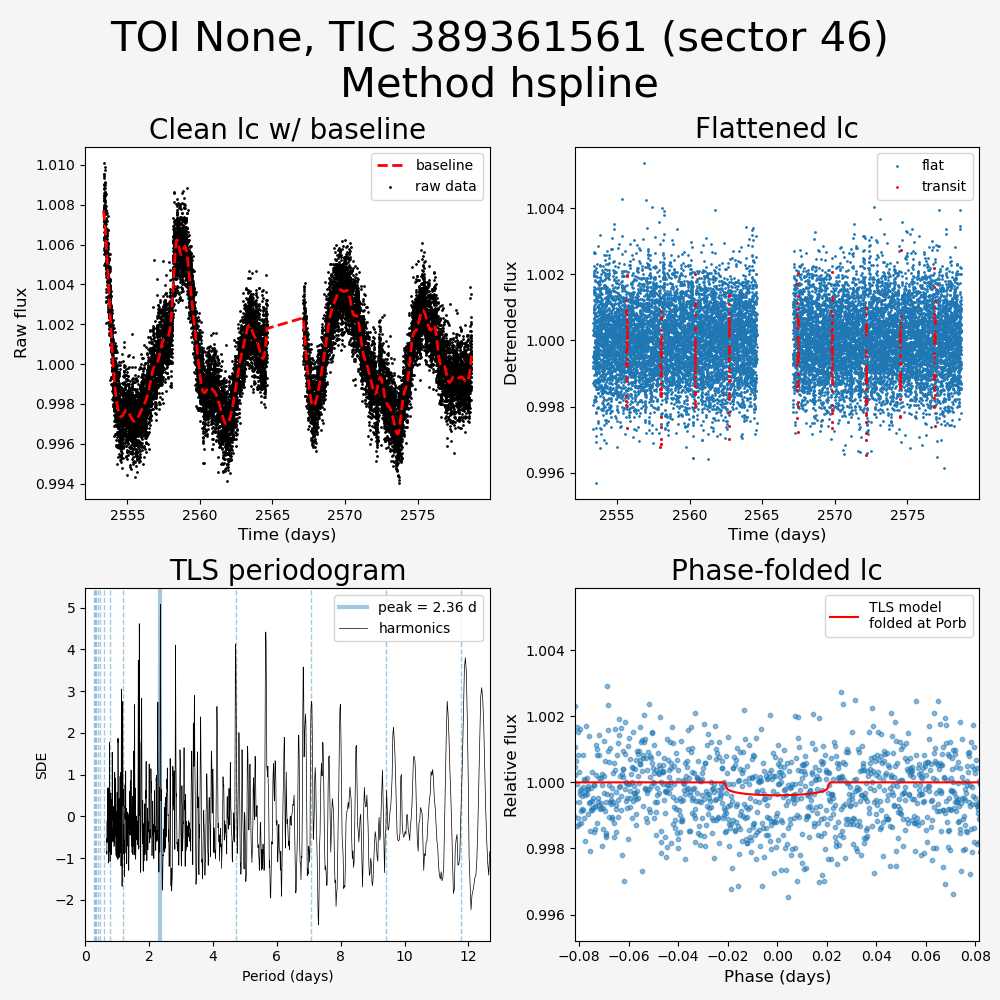 TOI None, TIC 389361561 (sector 46)
Method hspline
Clean lc w/ baseline
baseline
raw data
1.010
1.008
1.006
1.004
1.002
1.000
0.998
0.996
0.994
Raw flux
2555
2560
2565
2570
2575
Time (days)
Flattened lc
flat
transit
1.004
1.002
1.000
0.998
0.996
Detrended flux
2555
2560
2565
2570
2575
Time (days)
TLS periodogram
peak = 2.36 d
harmonics
5
4
3
2
1
0
−1
−2
SDE
0
2
4
6
8
10
12
Period (days)
Phase-folded lc
TLS model
folded at Porb
1.004
1.002
1.000
0.998
0.996
Relative flux
−0.08
−0.06
−0.04
−0.02
0.00
0.02
0.04
0.06
0.08
Phase (days)